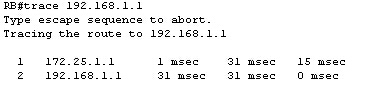 RB#trace 192.168.1.1
Type escape sequence to abort.
Tracing the route to 192.168.1.1
1 172.25.1.1 1 msec 31 msec 15 msec
2 192.168.1.1 31 msec 31 msec 0 msec